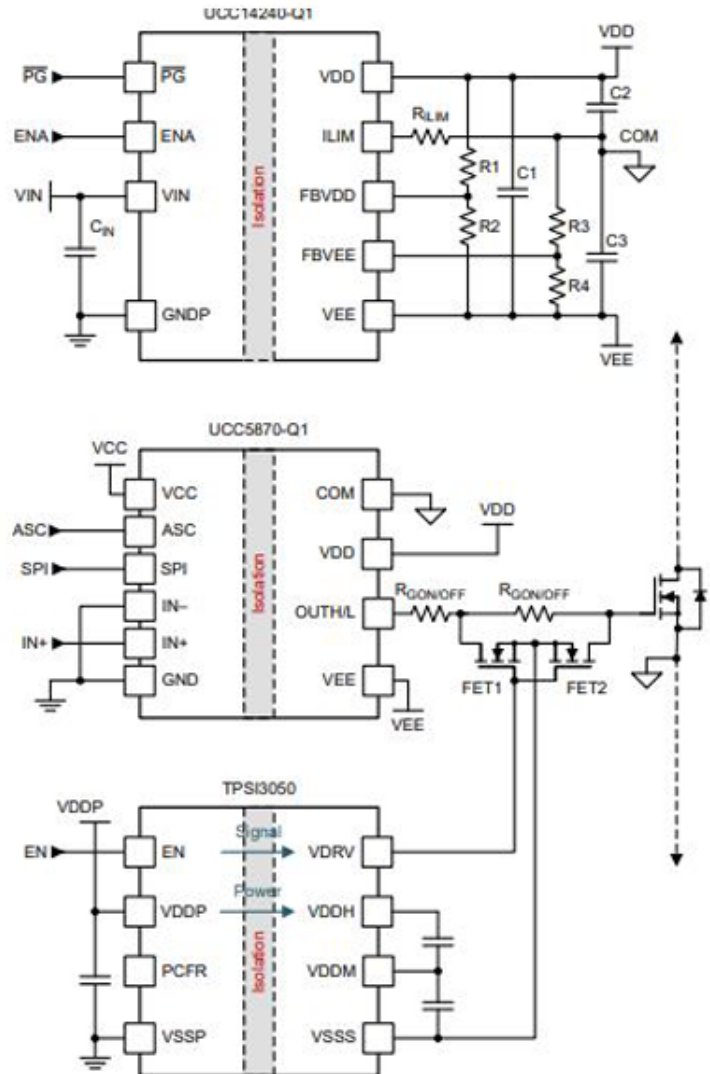 UCC14240-Q1
PG
PG
VDD
VDD
C2
ENA
ENA
ILIM
RILIM
COM
R1
C1
VIN
VIN
CIN
FBVDD
R2
R3
FBVEE
C3
R4
GNDP
VEE
VEE
Isolation
UCC5870-Q1
VCC
VCC
COM
VDD
ASC
ASC
VDD
SPI
SPI
IN–
OUTH/L
RGON/OFF
RGON/OFF
IN+
IN+
GND
VEE
VEE
FET1
FET2
Isolation
TPSI3050
VDDP
Signal
EN
EN
VDRV
Power
VDDP
VDDH
PCFR
VDDM
VSSP
VSSS
Isolation